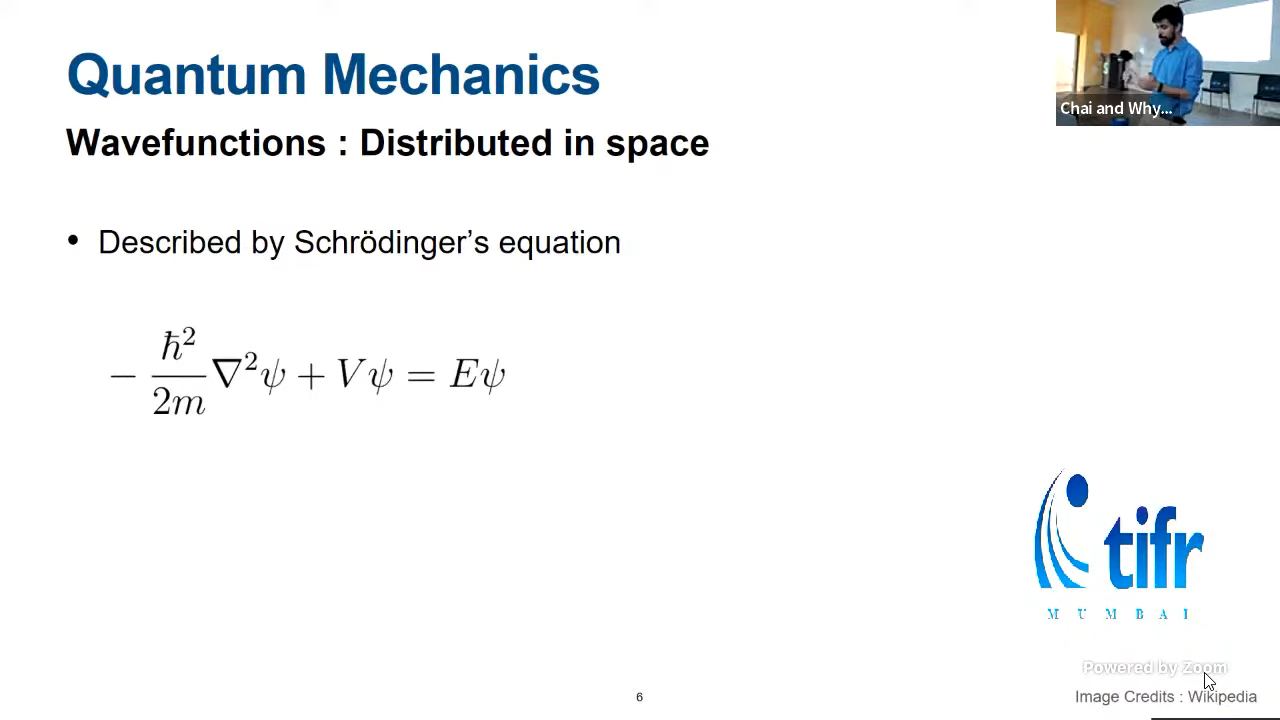 Quantum Mechanics
Chai and Why...
Wavefunctions : Distributed in space
• Described by Schrödinger’s equation
− ℏ²/2m ∇²ψ + Vψ = Eψ
tifr
MUMBAI
Powered by Zoom
Image Credits : Wikipedia
6